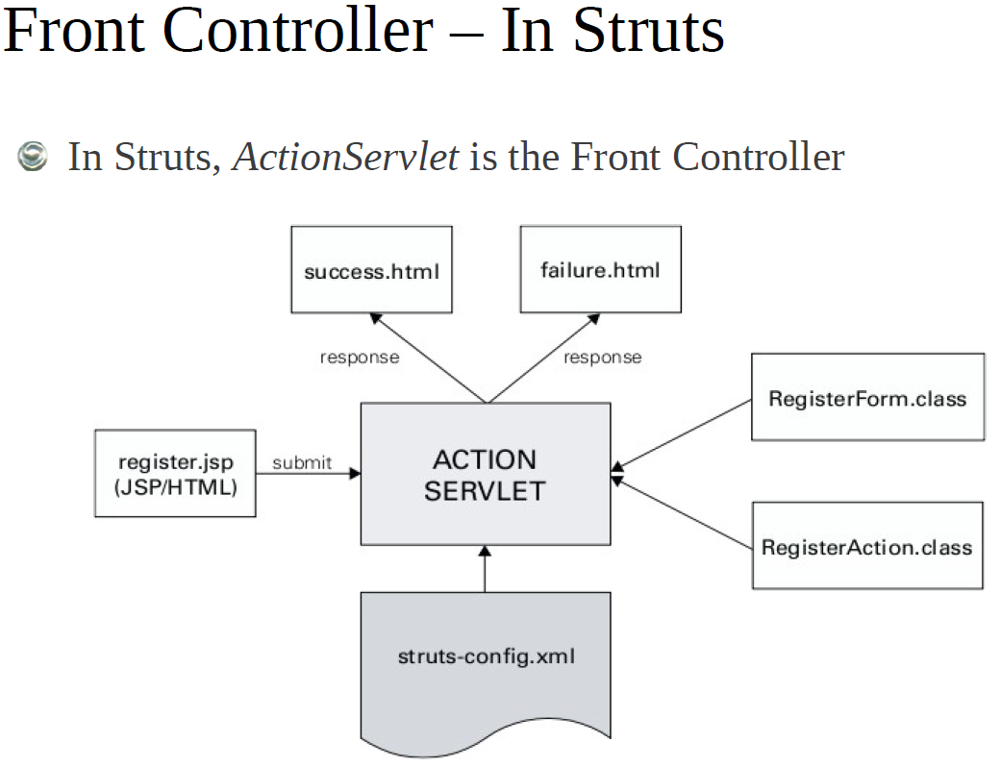 Front Controller – In Struts
In Struts, ActionServlet is the Front Controller
success.html
failure.html
response
response
RegisterForm.class
register.jsp
(JSP/HTML)
submit
ACTION
SERVLET
RegisterAction.class
struts-config.xml